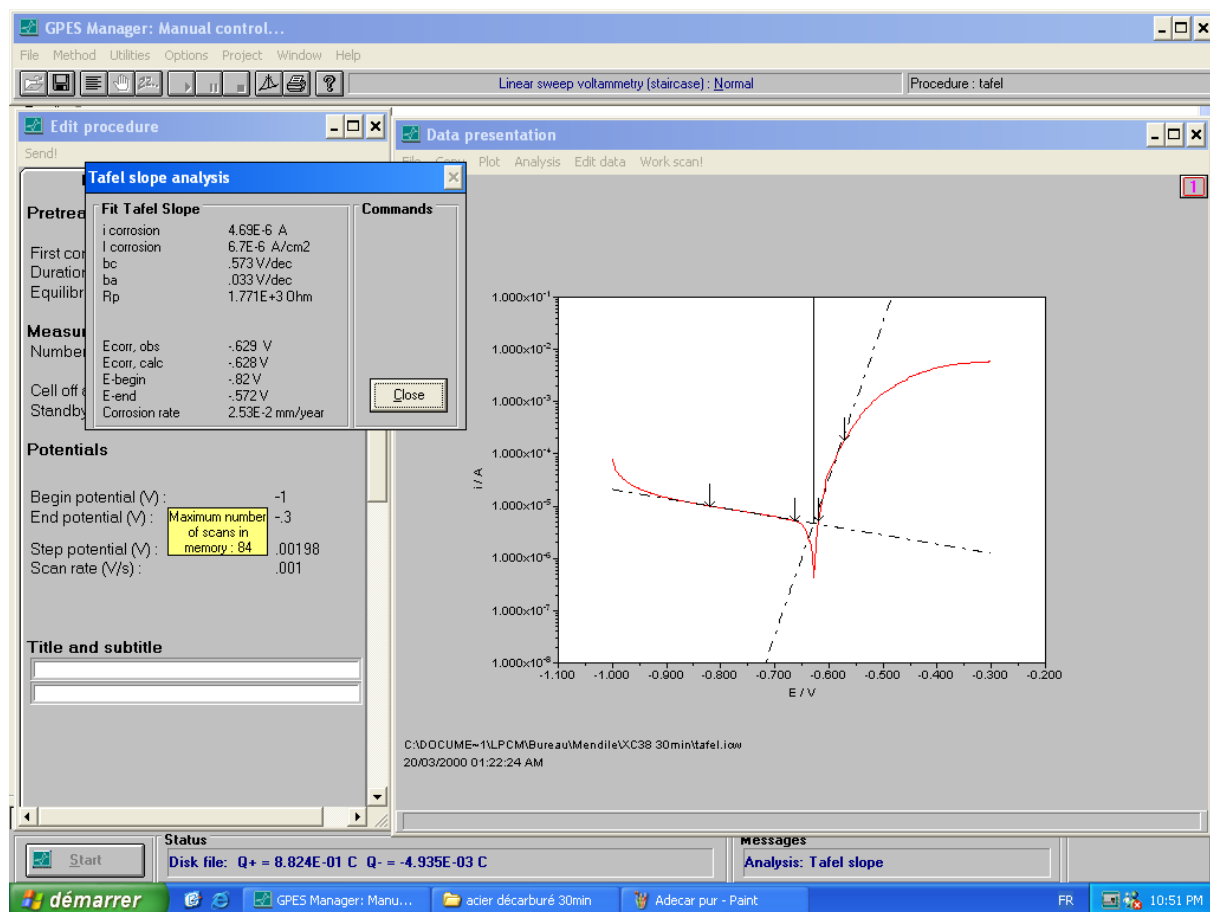 GPES Manager: Manual control...
File Method Utilities Options Project Window Help
Linear sweep voltammetry (staircase) : Normal
Procedure : tafel
Edit procedure
Send!
Data presentation
File Copy Plot Analysis Edit data Work scan!
1
Tafel slope analysis
Fit Tafel Slope
Commands
i corrosion 4.69E-6 A
I corrosion 6.7E-6 A/cm2
bc .573 V/dec
ba .033 V/dec
Rp 1.771E+3 Ohm
Ecorr, obs -.629 V
Ecorr, calc -.628 V
E-begin -.82 V
E-end -.572 V
Corrosion rate 2.53E-2 mm/year
Close
Pretrea
First cor
Duration
Equilibr
Measu
Number
Cell off a
Standby
Potentials
Begin potential (V) : -1
End potential (V) : -.3
Maximum number
of scans in
memory : 84
Step potential (V) : .00198
Scan rate (V/s) : .001
Title and subtitle
1.000x10-1
1.000x10-2
1.000x10-3
1.000x10-4
1.000x10-5
1.000x10-6
1.000x10-7
1.000x10-8
i / A
-1.100 -1.000 -0.900 -0.800 -0.700 -0.600 -0.500 -0.400 -0.300 -0.200
E / V
C:\DOCUME~1\LPCM\Bureau\Mendile\XC38 30min\tafel.iow
20/03/2000 01:22:24 AM
Start
Status
Disk file: Q+ = 8.824E-01 C Q- = -4.935E-03 C
Messages
Analysis: Tafel slope
démarrer
GPES Manager: Manu...
acier décarburé 30min
Adecar pur - Paint
FR
10:51 PM